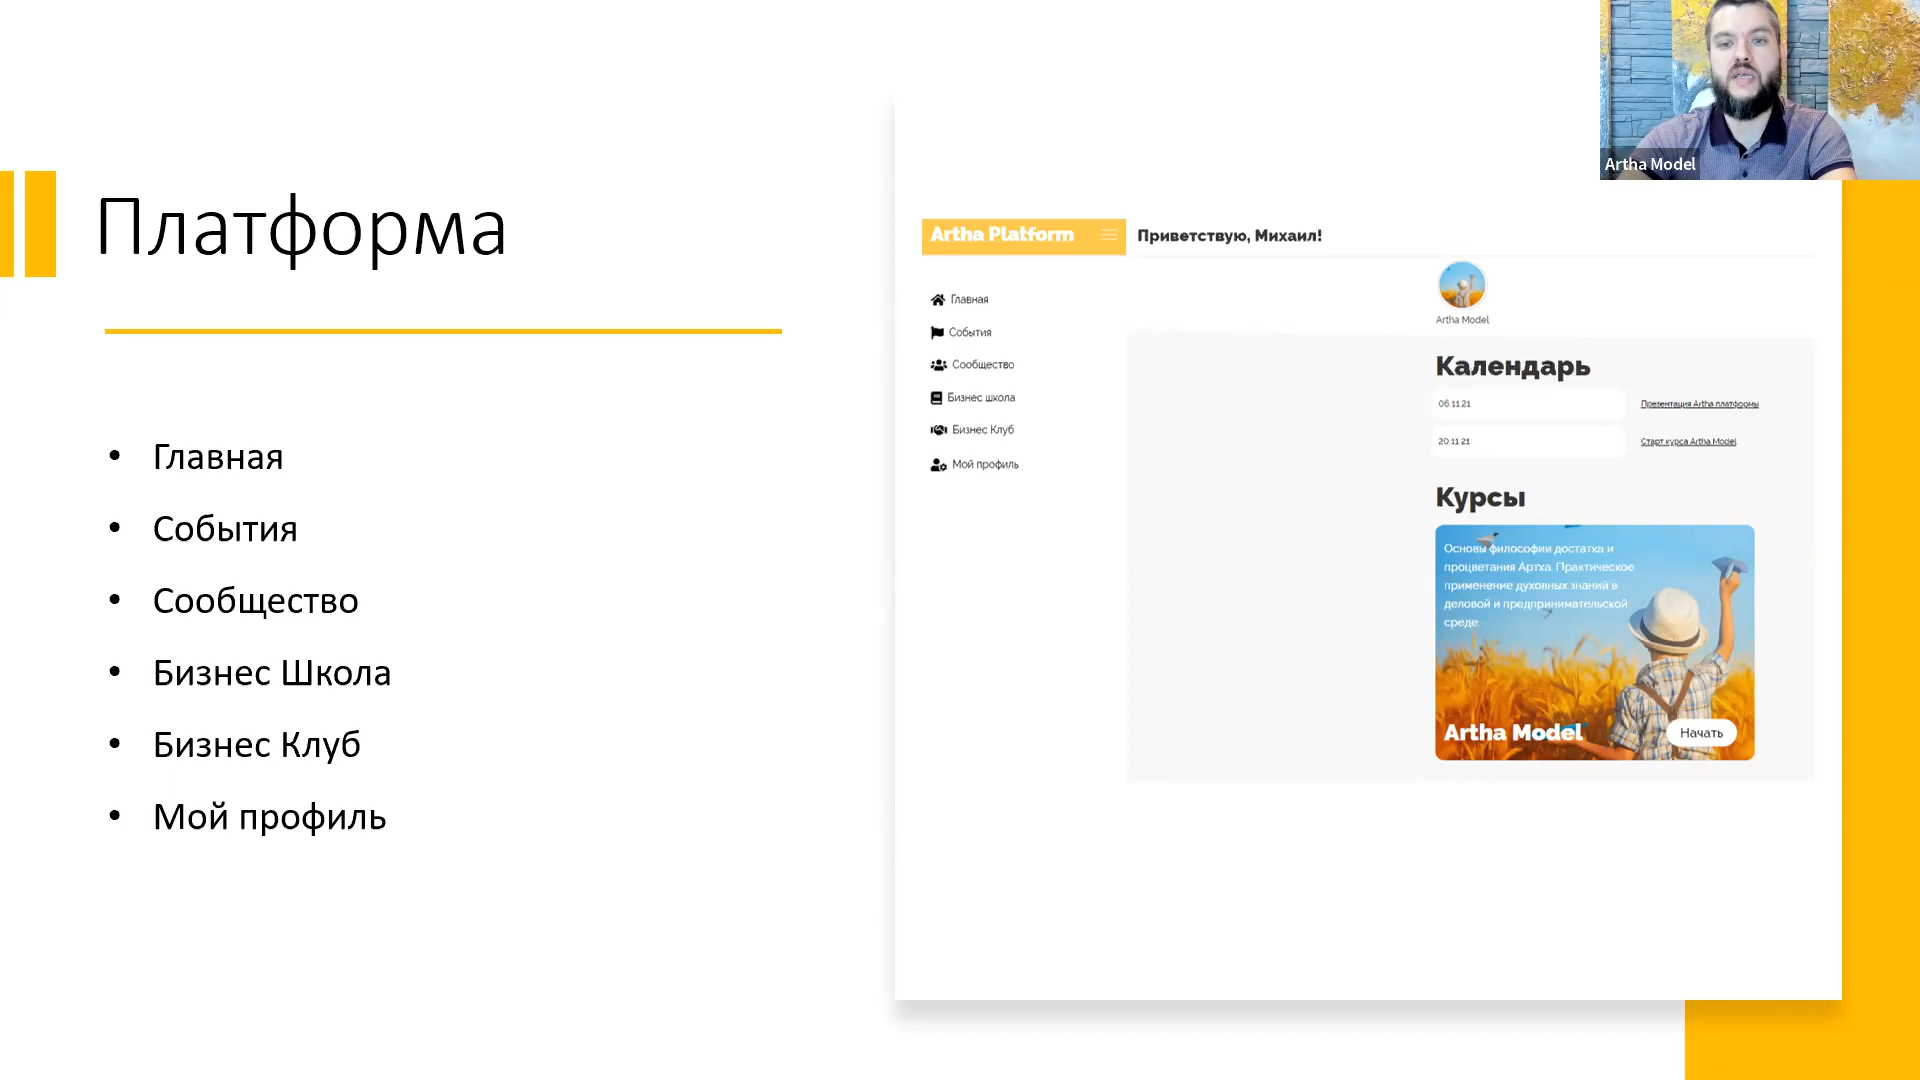 Платформа
• Главная
• События
• Сообщество
• Бизнес Школа
• Бизнес Клуб
• Мой профиль
Artha Platform
Приветствую, Михаил!
Главная
События
Сообщество
Бизнес школа
Бизнес Клуб
Мой профиль
Artha Model
Календарь
06.11.21 Презентация Artha платформы
20.11.21 Старт курса Artha Model
Курсы
Основы философии достатка и
процветания Артха. Практическое
применение духовных знаний в
деловой и предпринимательской
среде.
Artha Model
Начать
Artha Model